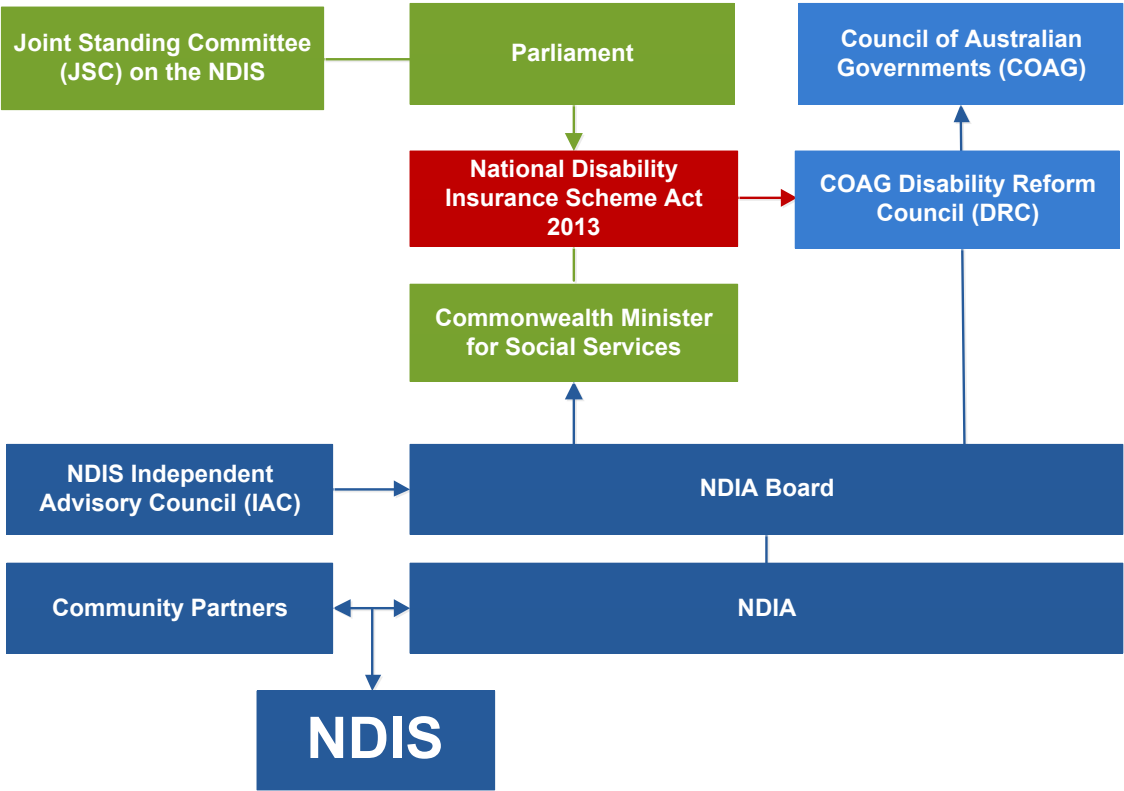 Joint Standing Committee
(JSC) on the NDIS
Parliament
Council of Australian
Governments (COAG)
National Disability
Insurance Scheme Act
2013
COAG Disability Reform
Council (DRC)
Commonwealth Minister
for Social Services
NDIS Independent
Advisory Council (IAC)
NDIA Board
Community Partners
NDIA
NDIS